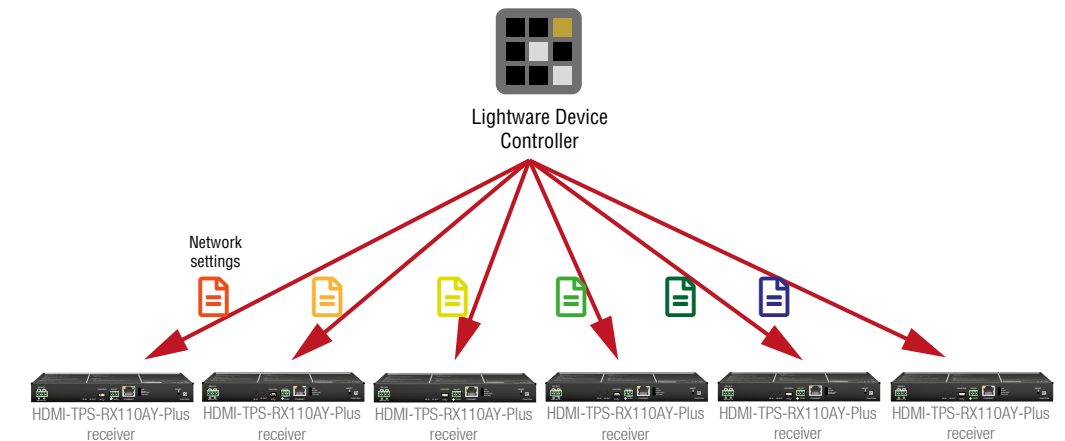 Lightware Device
Controller
Network
settings
HDMI-TPS-RX110AY-Plus
receiver
HDMI-TPS-RX110AY-Plus
receiver
HDMI-TPS-RX110AY-Plus
receiver
HDMI-TPS-RX110AY-Plus
receiver
HDMI-TPS-RX110AY-Plus
receiver
HDMI-TPS-RX110AY-Plus
receiver